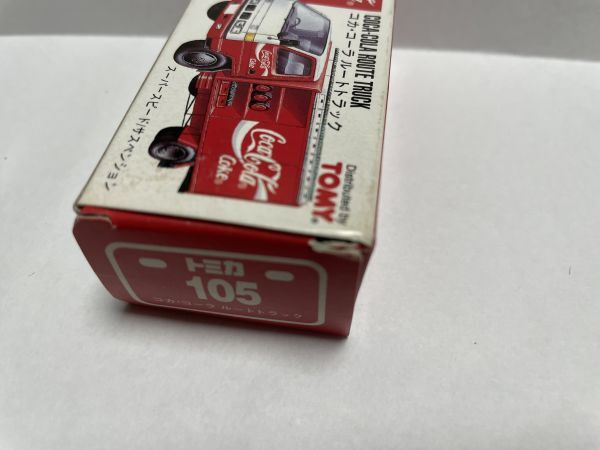 COCA-COLA ROUTE TRUCK
コカ・コーラ ルートトラック
Coca-Cola
Coke
Coca-Cola
Coke
スーパースピード/サスペンション
Distributed by
TOMY®
トミカ
105
コカ・コーラ ルートトラック